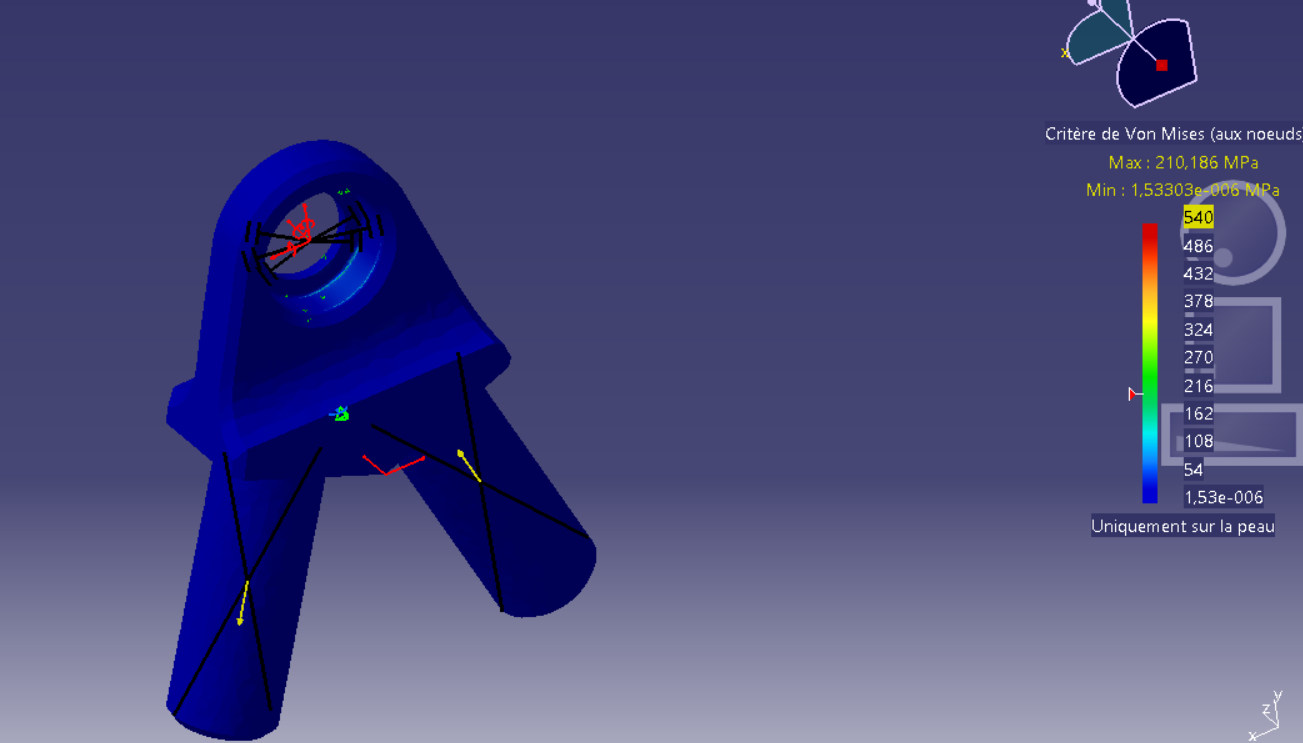 x
Critère de Von Mises (aux noeuds)
Max : 210,186 MPa
Min : 1,53303e-006 MPa
540
486
432
378
324
270
216
162
108
54
1,53e-006
Uniquement sur la peau
y
z
x